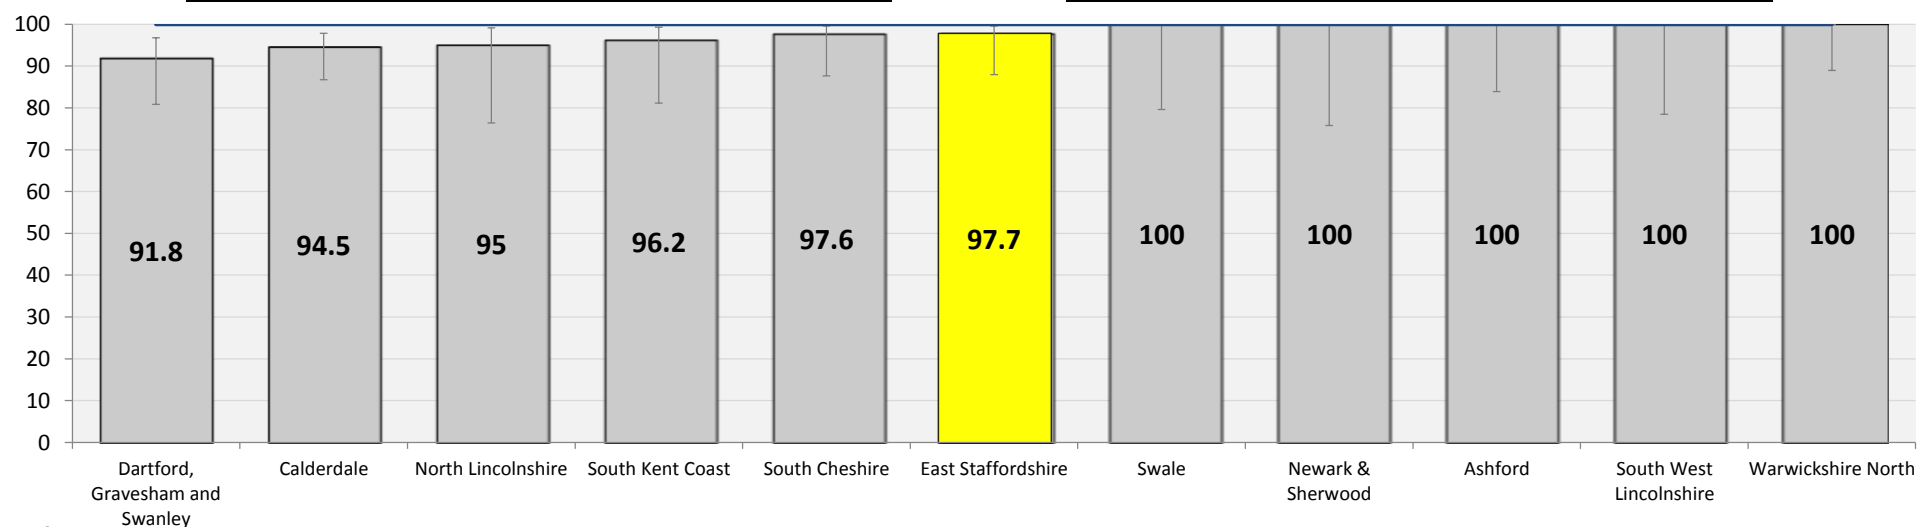 100
90
80
70
60
50
40
30
20
10
0
91.8
94.5
95
96.2
97.6
97.7
100
100
100
100
100
Dartford,
Gravesham and
Swanley
Calderdale
North Lincolnshire
South Kent Coast
South Cheshire
East Staffordshire
Swale
Newark &
Sherwood
Ashford
South West
Lincolnshire
Warwickshire North